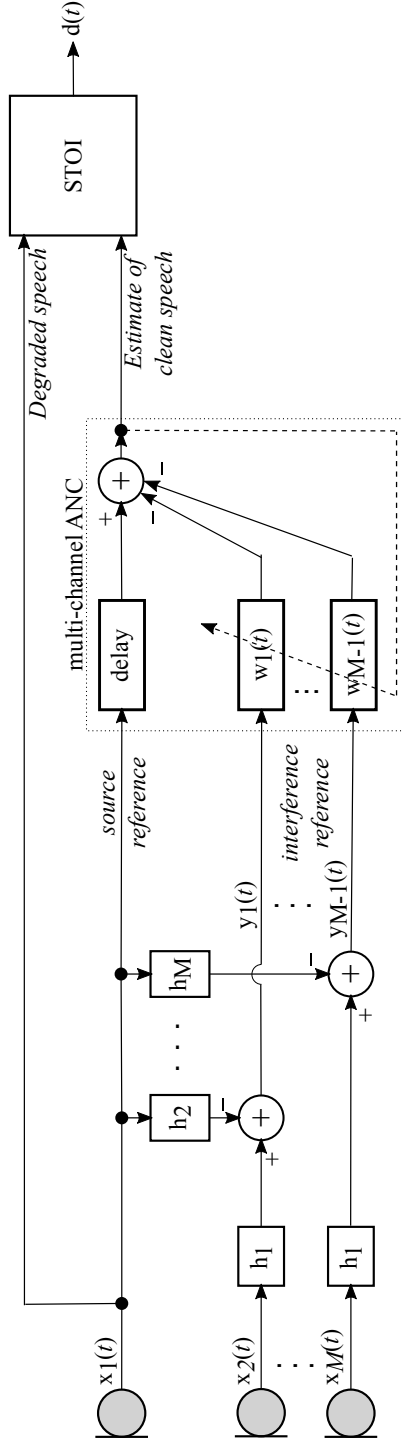 Degraded speech
STOI
d(t)
multi-channel ANC
Estimate of
clean speech
x1(t)
source
reference
delay
+
+
−
−
h2
. . .
hM
x2(t)
h1
+
−
+
y1(t)
interference
reference
w1(t)
. . .
. . .
. . .
xM(t)
h1
+
−
+
yM-1(t)
wM-1(t)